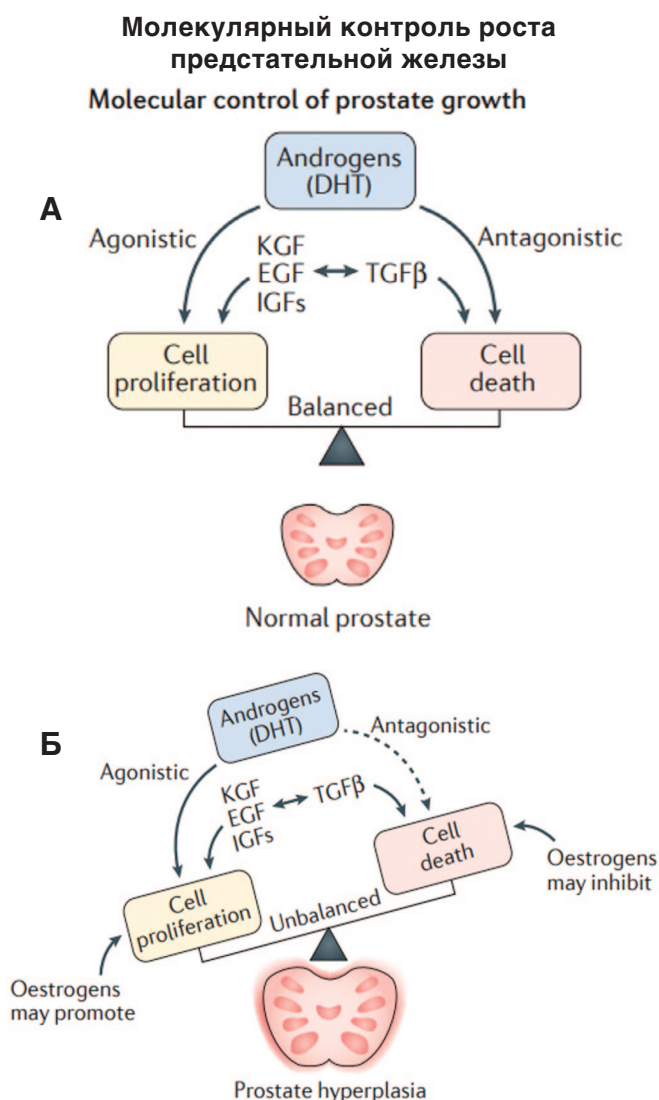 Молекулярный контроль роста
предстательной железы
Molecular control of prostate growth
А
Androgens
(DHT)
Agonistic
Antagonistic
KGF
EGF
IGFs
TGFβ
Cell
proliferation
Cell
death
Balanced
Normal prostate
Б
Androgens
(DHT)
Antagonistic
Agonistic
KGF
EGF
IGFs
TGFβ
Cell
death
Oestrogens
may inhibit
Cell
proliferation
Unbalanced
Oestrogens
may promote
Prostate hyperplasia